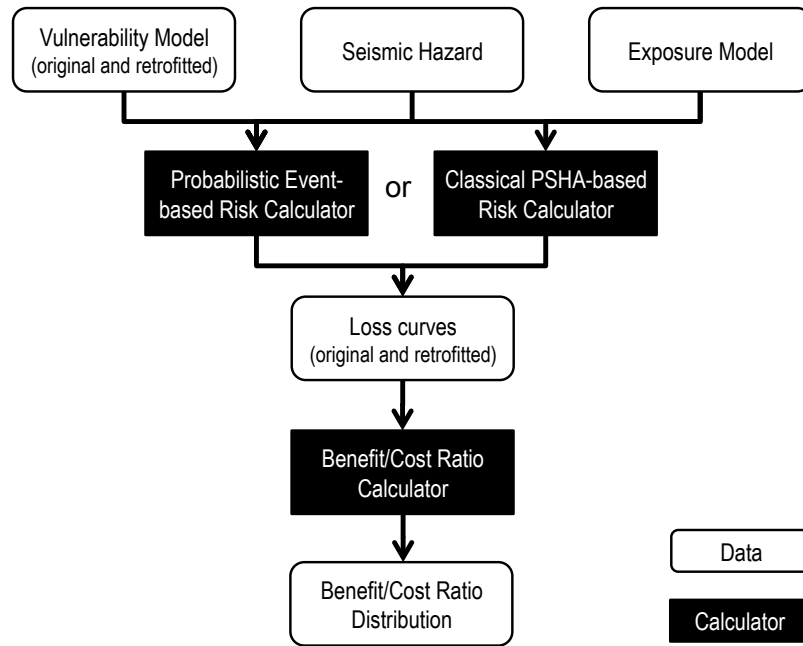 Vulnerability Model
(original and retrofitted)
Seismic Hazard
Exposure Model
Probabilistic Event-
based Risk Calculator
or
Classical PSHA-based
Risk Calculator
Loss curves
(original and retrofitted)
Benefit/Cost Ratio
Calculator
Benefit/Cost Ratio
Distribution
Data
Calculator